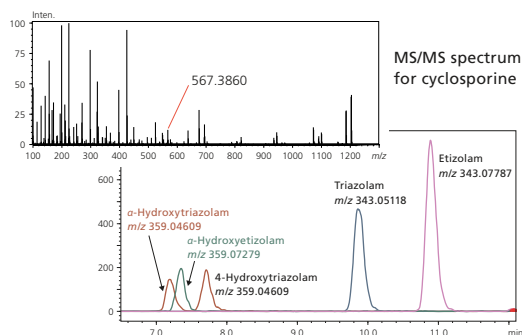 Inten.
100
75
50
25
0
567.3860
100 200 300 400 500 600 700 800 900 1000 1100 1200 m/z
MS/MS spectrum
for cyclosporine
600
400
200
0
α-Hydroxytriazolam
m/z 359.04609
α-Hydroxyetizolam
m/z 359.07279
4-Hydroxytriazolam
m/z 359.04609
Triazolam
m/z 343.05118
Etizolam
m/z 343.07787
7.0 8.0 9.0 10.0 11.0 min